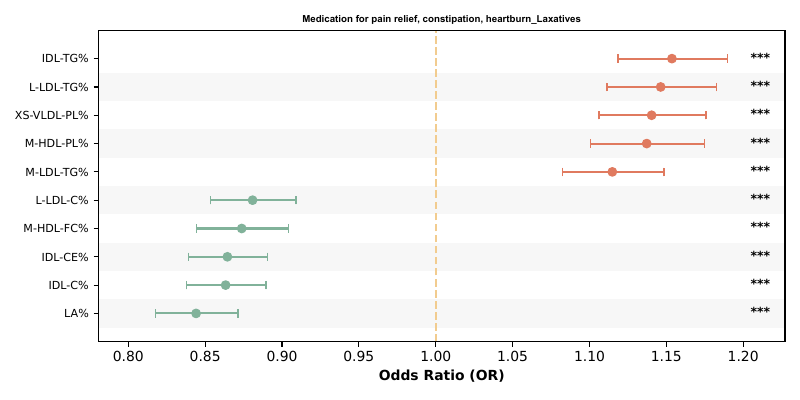 Medication for pain relief, constipation, heartburn_Laxatives
IDL-TG% ***
L-LDL-TG% ***
XS-VLDL-PL% ***
M-HDL-PL% ***
M-LDL-TG% ***
L-LDL-C% ***
M-HDL-FC% ***
IDL-CE% ***
IDL-C% ***
LA% ***
0.80 0.85 0.90 0.95 1.00 1.05 1.10 1.15 1.20
Odds Ratio (OR)